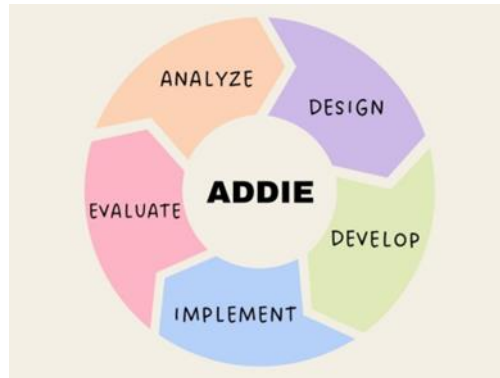 ANALYZE
DESIGN
ADDIE
EVALUATE
DEVELOP
IMPLEMENT